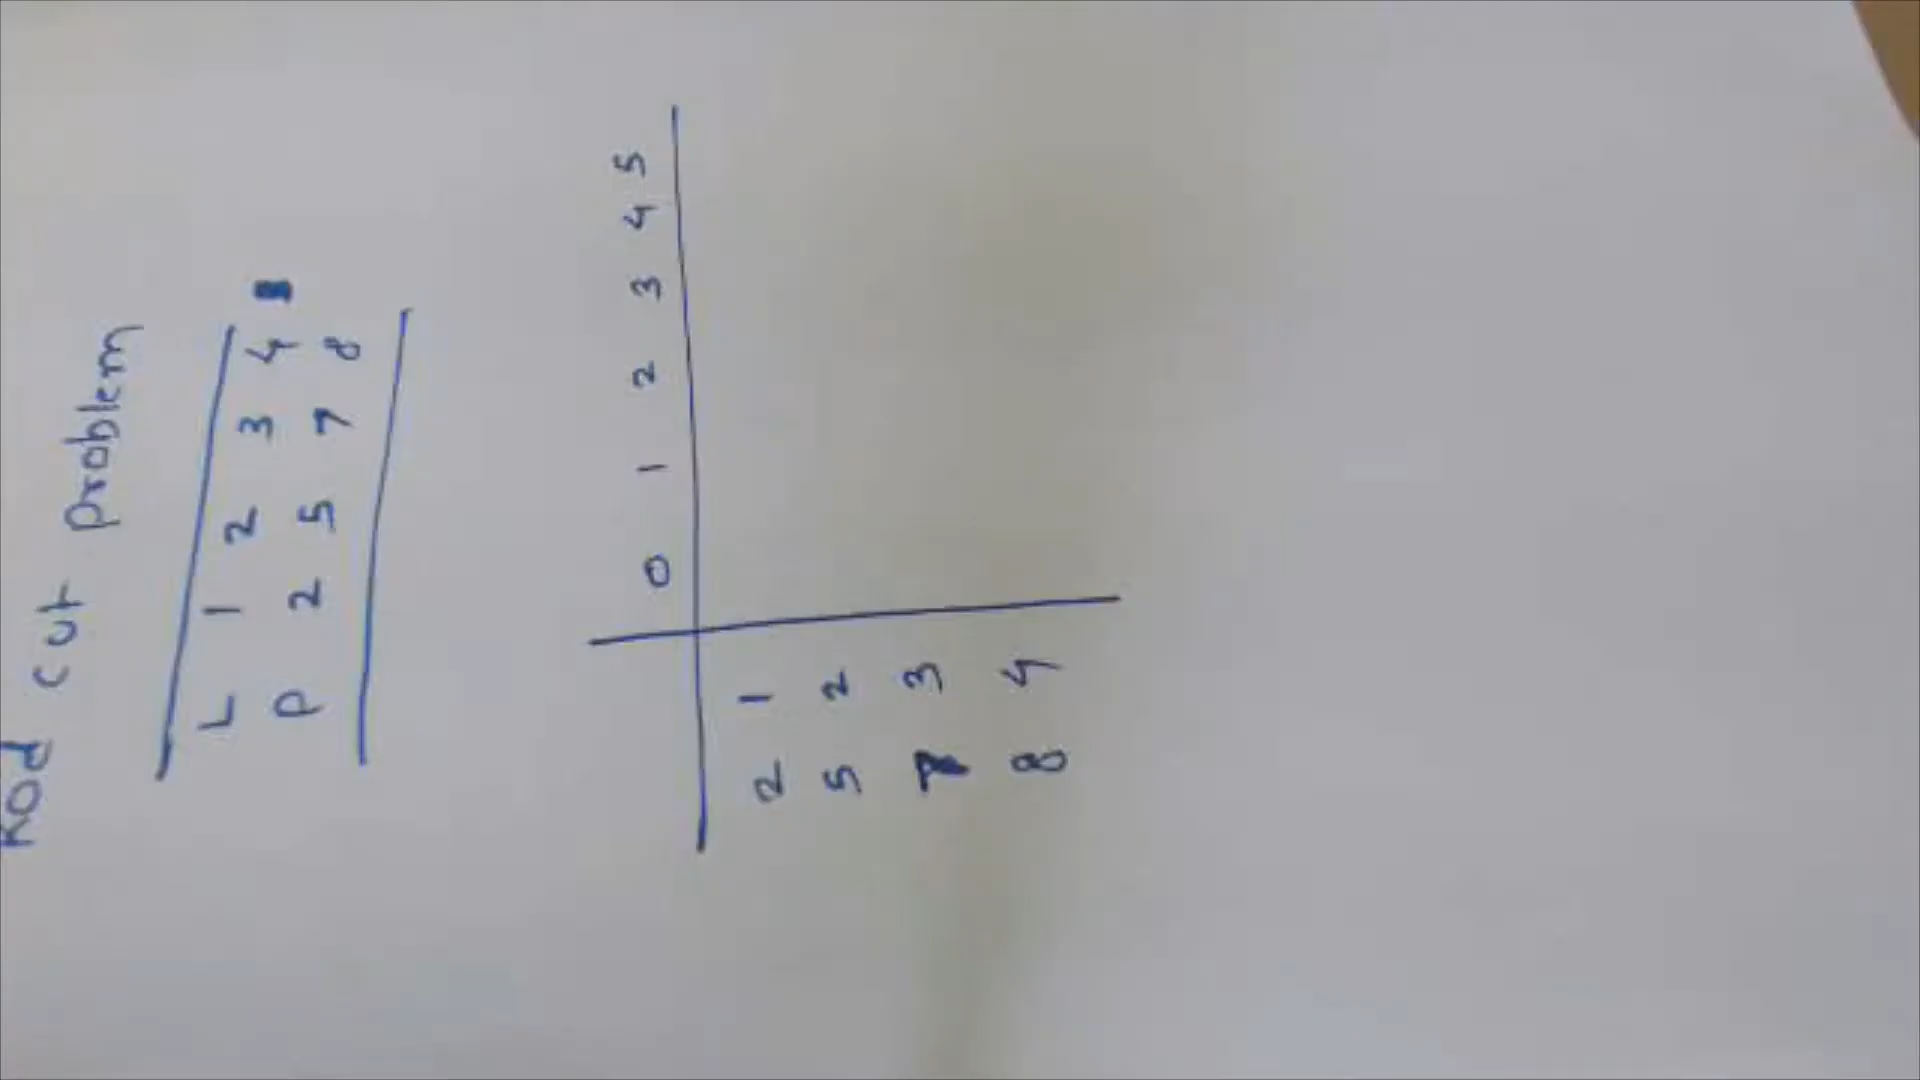 Rod cut problem
L 1 2 3 4
P 2 5 7 8
0 1 2 3 4 5
2 1
5 2
7 3
8 4